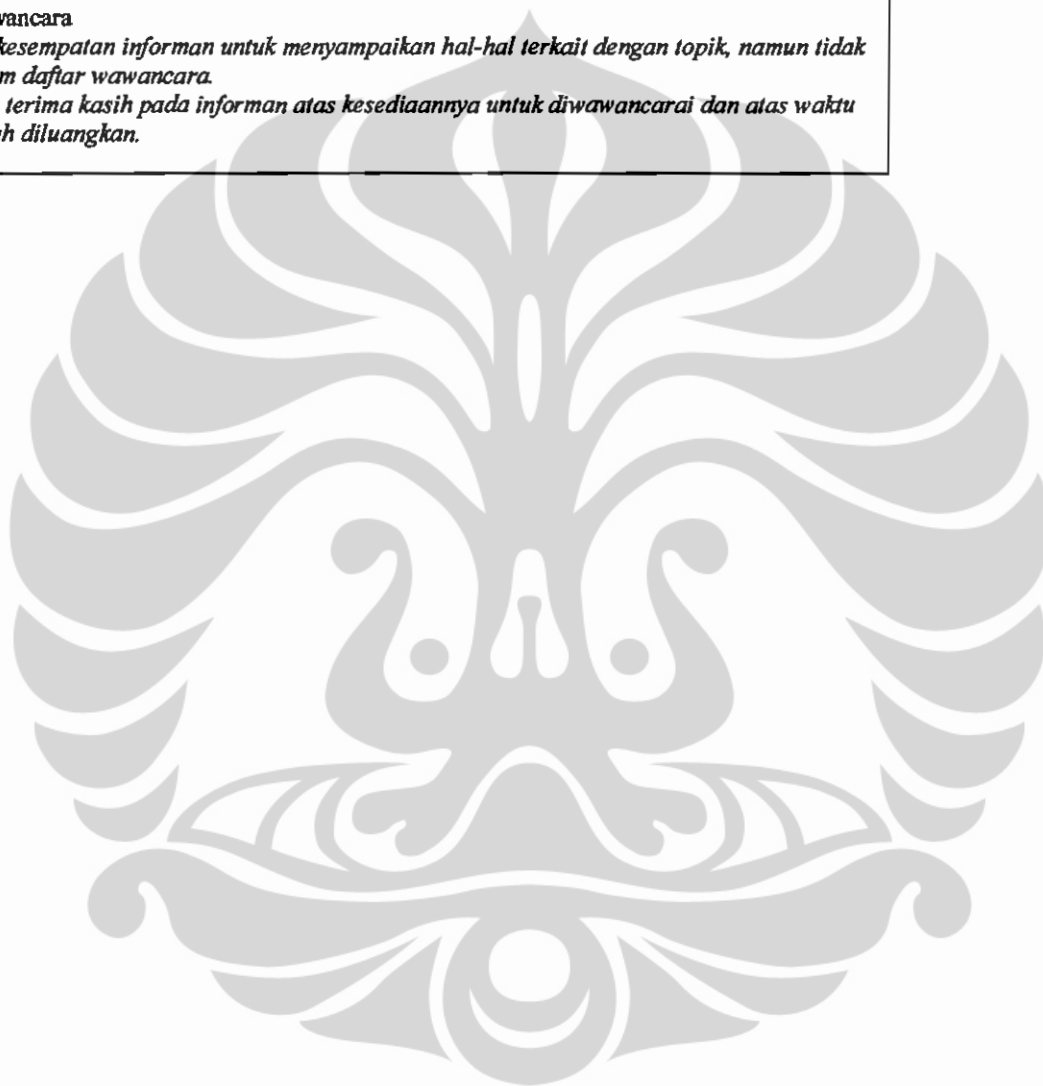 wancara
kesempatan informan untuk menyampaikan hal-hal terkait dengan topik, namun tidak
m daftar wawancara.
terima kasih pada informan atas kesediaannya untuk diwawancarai dan atas waktu
h diluangkan.